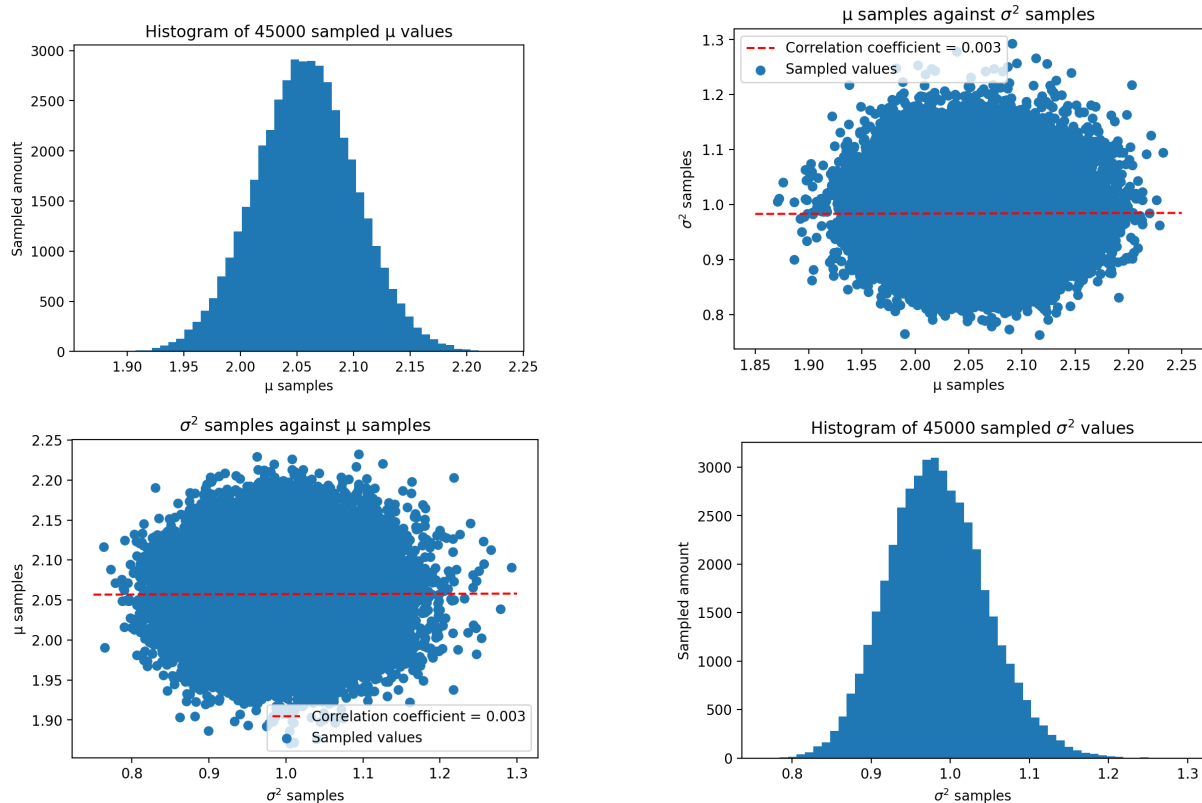 Histogram of 45000 sampled μ values
Sampled amount
3000
2500
2000
1500
1000
500
0
1.90 1.95 2.00 2.05 2.10 2.15 2.20 2.25
μ samples
μ samples against σ² samples
Correlation coefficient = 0.003
Sampled values
σ² samples
1.3
1.2
1.1
1.0
0.9
0.8
1.85 1.90 1.95 2.00 2.05 2.10 2.15 2.20 2.25
μ samples
σ² samples against μ samples
μ samples
2.25
2.20
2.15
2.10
2.05
2.00
1.95
1.90
Correlation coefficient = 0.003
Sampled values
0.8 0.9 1.0 1.1 1.2 1.3
σ² samples
Histogram of 45000 sampled σ² values
Sampled amount
3000
2500
2000
1500
1000
500
0
0.8 0.9 1.0 1.1 1.2 1.3
σ² samples